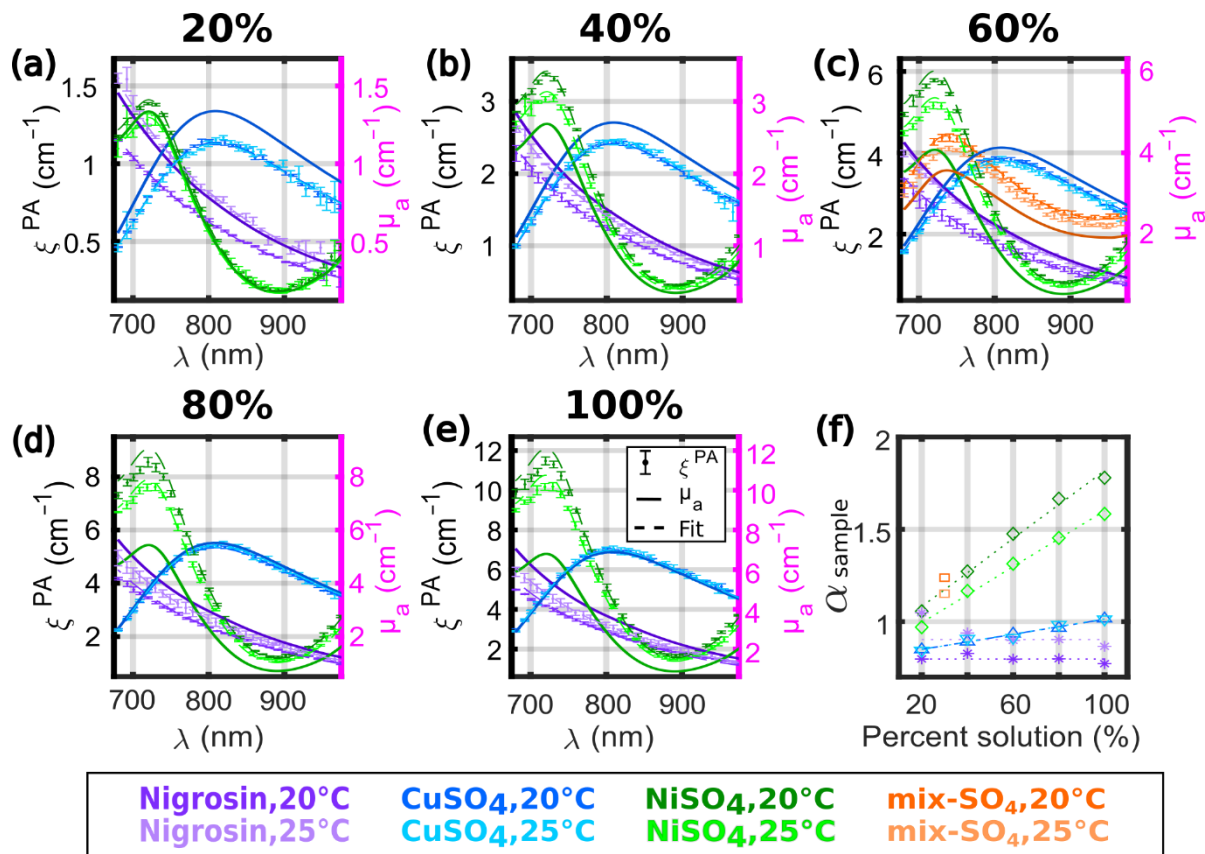 20%
40%
60%
(a)
(b)
(c)
ξ^PA (cm⁻¹)
1.5
1
0.5
700 800 900
λ (nm)
μₐ (cm⁻¹)
1.5
1
0.5
ξ^PA (cm⁻¹)
3
2
1
700 800 900
λ (nm)
μₐ (cm⁻¹)
3
2
1
ξ^PA (cm⁻¹)
6
4
2
700 800 900
λ (nm)
μₐ (cm⁻¹)
6
4
2
80%
100%
(d)
(e)
(f)
ξ^PA (cm⁻¹)
8
6
4
2
700 800 900
λ (nm)
μₐ (cm⁻¹)
8
6
4
2
ξ^PA (cm⁻¹)
12
10
8
6
4
2
700 800 900
λ (nm)
μₐ (cm⁻¹)
12
10
8
6
4
2
ξ^PA
μₐ
Fit
α sample
2
1.5
1
20 60 100
Percent solution (%)
Nigrosin,20°C CuSO₄,20°C NiSO₄,20°C mix-SO₄,20°C
Nigrosin,25°C CuSO₄,25°C NiSO₄,25°C mix-SO₄,25°C